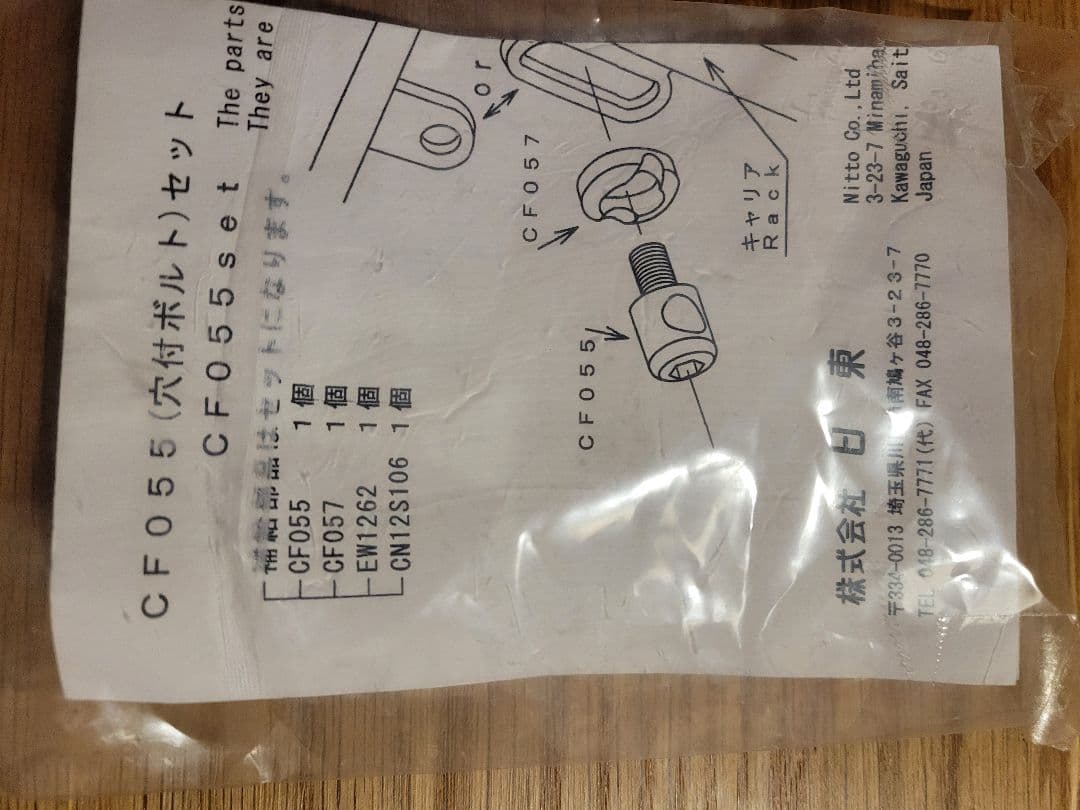 CF055(穴付ボルト)セット
CF055set The parts
They are
補給部品はセットになります。
CF055 1個
CF057 1個
EW1262 1個
CN12S106 1個
or
CF057
CF055
キャリア
Rack
株式会社 日東
〒334-0013 埼玉県川 南鳩ヶ谷3-23-7
TEL 048-286-7771(代) FAX 048-286-7770
Nitto Co.,Ltd
3-23-7 Minamiha
Kawaguchi, Sait
Japan